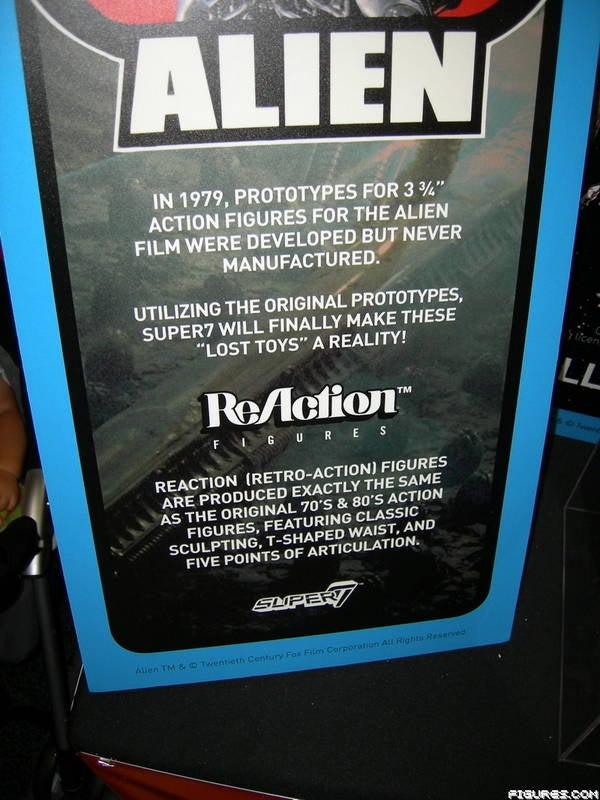 ALIEN
IN 1979, PROTOTYPES FOR 3 ¾"
ACTION FIGURES FOR THE ALIEN
FILM WERE DEVELOPED BUT NEVER
MANUFACTURED.
UTILIZING THE ORIGINAL PROTOTYPES,
SUPER7 WILL FINALLY MAKE THESE
"LOST TOYS" A REALITY!
ReAction™
FIGURES
REACTION (RETRO-ACTION) FIGURES
ARE PRODUCED EXACTLY THE SAME
AS THE ORIGINAL 70'S & 80'S ACTION
FIGURES, FEATURING CLASSIC
SCULPTING, T-SHAPED WAIST, AND
FIVE POINTS OF ARTICULATION.
SUPER7
Alien TM & © Twentieth Century Fox Film Corporation All Rights Reserved
LL
FIGURES.COM